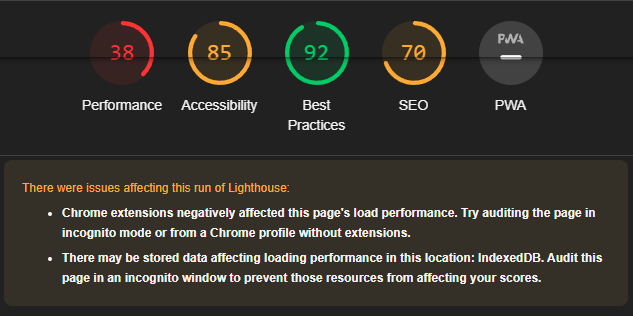 38 85 92 70 PWA
Performance Accessibility Best Practices SEO PWA
There were issues affecting this run of Lighthouse:
• Chrome extensions negatively affected this page's load performance. Try auditing the page in
incognito mode or from a Chrome profile without extensions.
• There may be stored data affecting loading performance in this location: IndexedDB. Audit this
page in an incognito window to prevent those resources from affecting your scores.